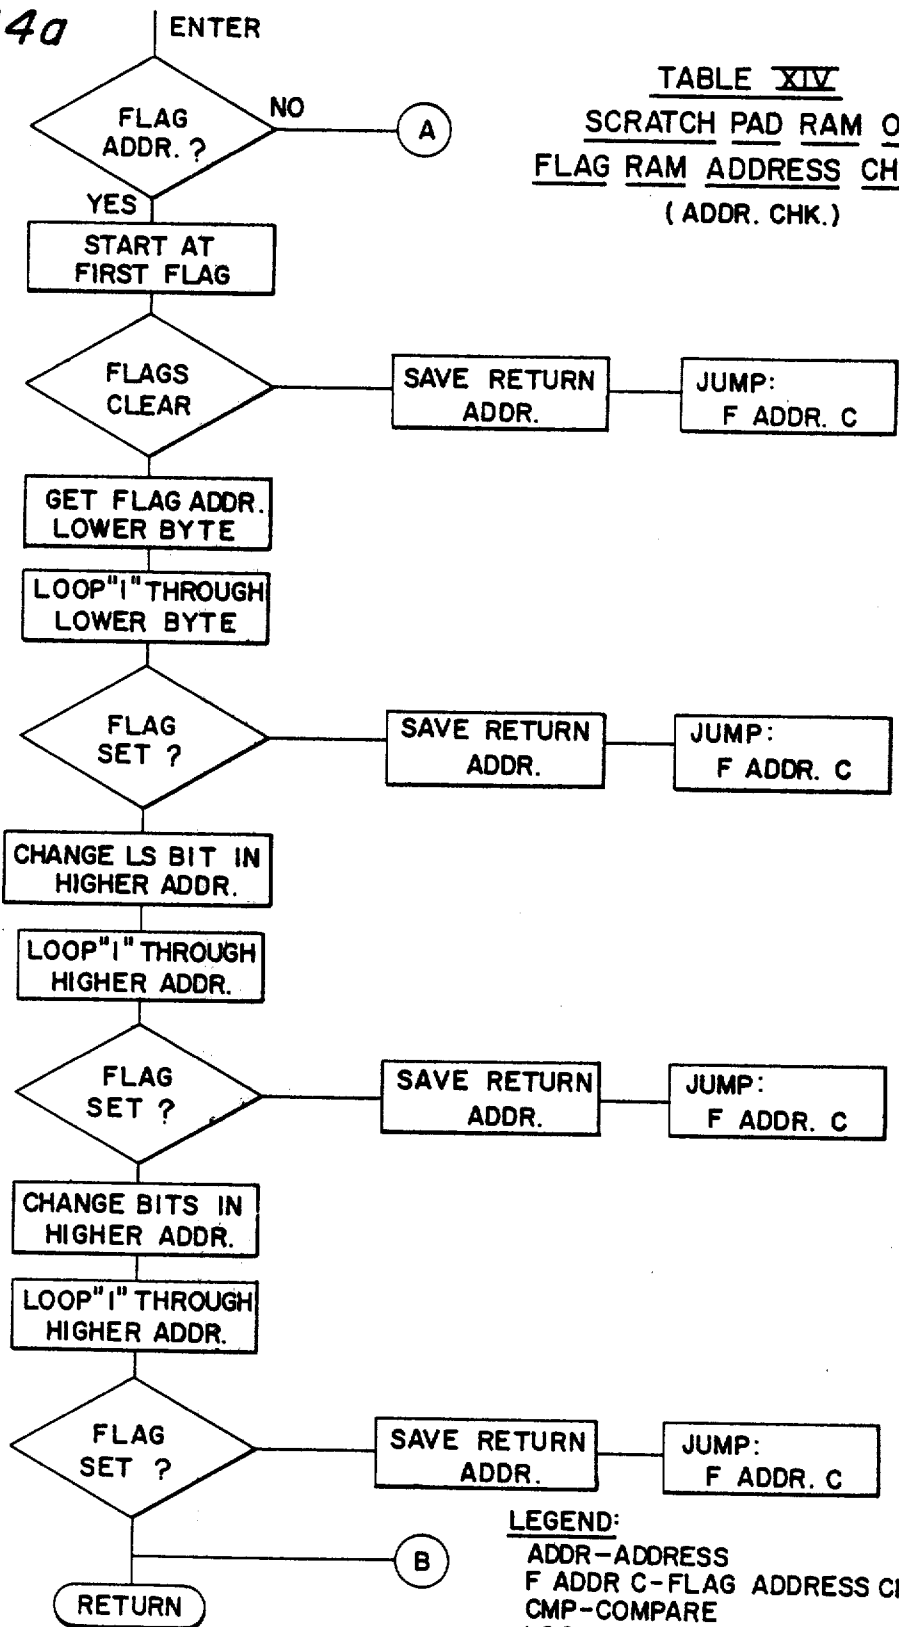 4a
ENTER
TABLE XIV
SCRATCH PAD RAM
FLAG RAM ADDRESS
(ADDR. CHK.)
FLAG
ADDR. ?
NO
A
YES
START AT
FIRST FLAG
FLAGS
CLEAR
SAVE RETURN
ADDR.
JUMP:
F ADDR. C
GET FLAG ADDR.
LOWER BYTE
LOOP "1" THROUGH
LOWER BYTE
FLAG
SET ?
SAVE RETURN
ADDR.
JUMP:
F ADDR. C
CHANGE LS BIT IN
HIGHER ADDR.
LOOP "1" THROUGH
HIGHER ADDR.
FLAG
SET ?
SAVE RETURN
ADDR.
JUMP:
F ADDR. C
CHANGE BITS IN
HIGHER ADDR.
LOOP "1" THROUGH
HIGHER ADDR.
FLAG
SET ?
SAVE RETURN
ADDR.
JUMP:
F ADDR. C
B
RETURN
LEGEND:
ADDR-ADDRESS
F ADDR C-FLAG ADDRESS
CMP-COMPARE